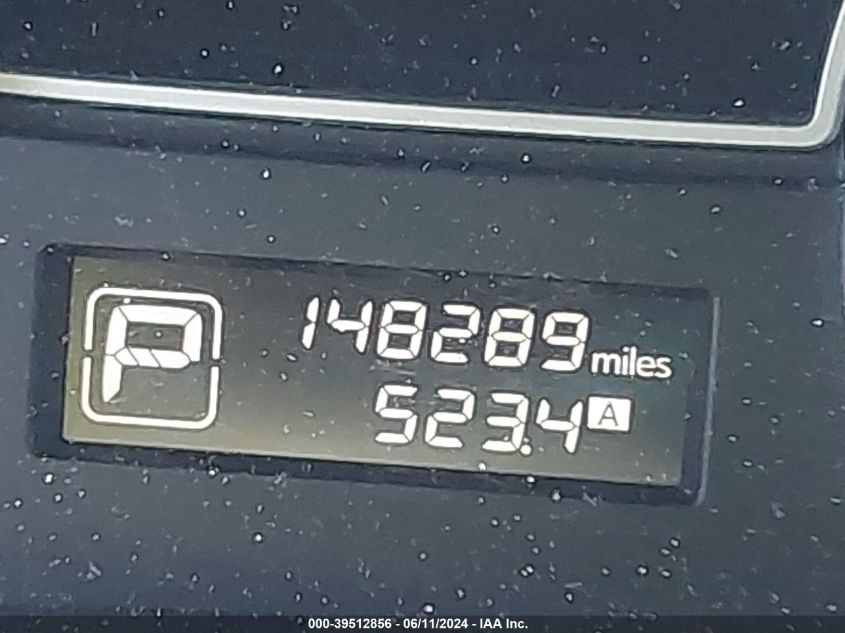 P
148289 miles
523.4 A
000-39512856 - 06/11/2024 - IAA Inc.